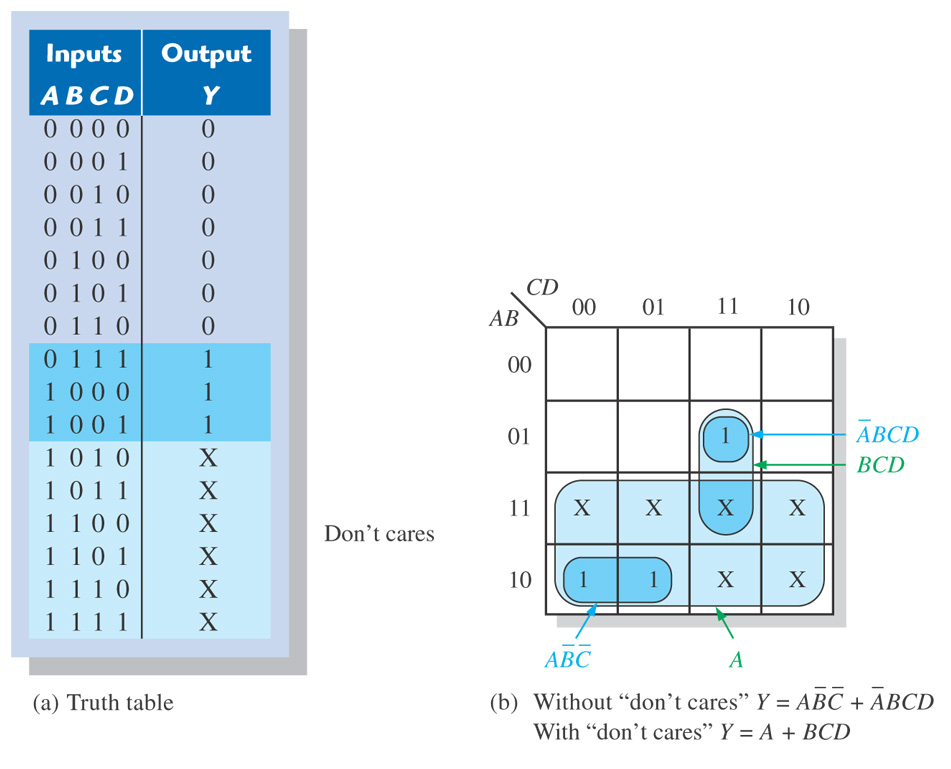 Inputs Output
A B C D Y
0 0 0 0 0
0 0 0 1 0
0 0 1 0 0
0 0 1 1 0
0 1 0 0 0
0 1 0 1 0
0 1 1 0 0
0 1 1 1 1
1 0 0 0 1
1 0 0 1 1
1 0 1 0 X
1 0 1 1 X
1 1 0 0 X
1 1 0 1 X
1 1 1 0 X
1 1 1 1 X
Don’t cares
(a) Truth table
CD
AB
00 01 11 10
00
01 1
11 X X X X
10 1 1 X X
A̅BCD
BCD
AB̅C̅
A
(b) Without “don’t cares” Y = AB̅C̅ + A̅BCD
With “don’t cares” Y = A + BCD